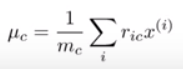 μ_c = \frac{1}{m_c} \sum_i r_{ic} x^{(i)}